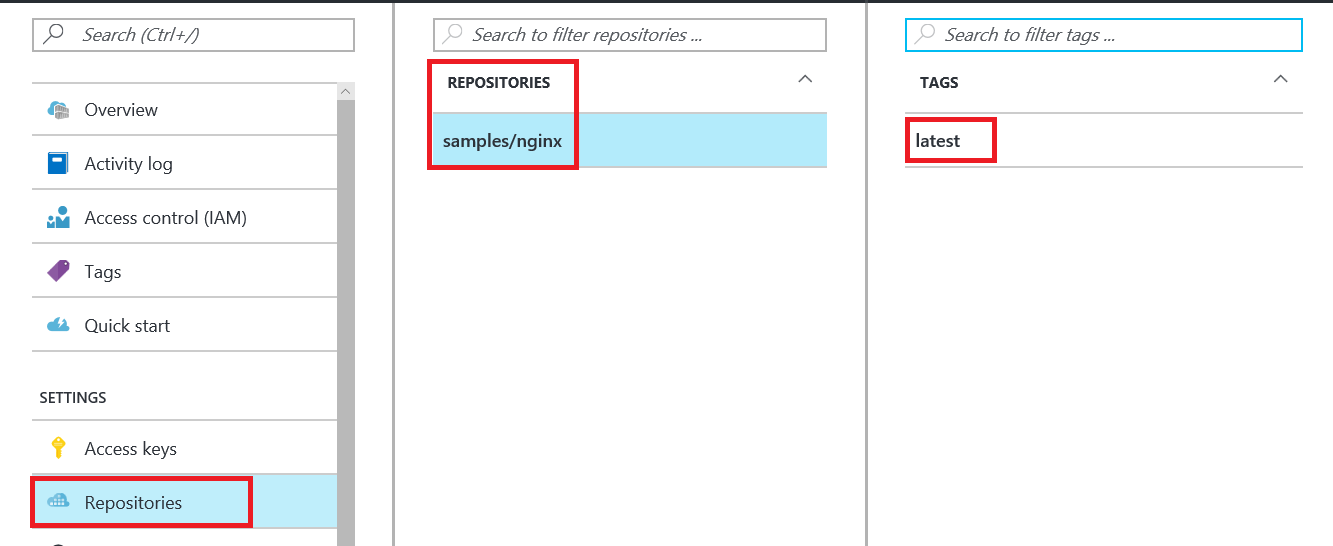 Search (Ctrl+/)
Overview
Activity log
Access control (IAM)
Tags
Quick start
SETTINGS
Access keys
Repositories
Search to filter repositories ...
REPOSITORIES
samples/nginx
Search to filter tags ...
TAGS
latest